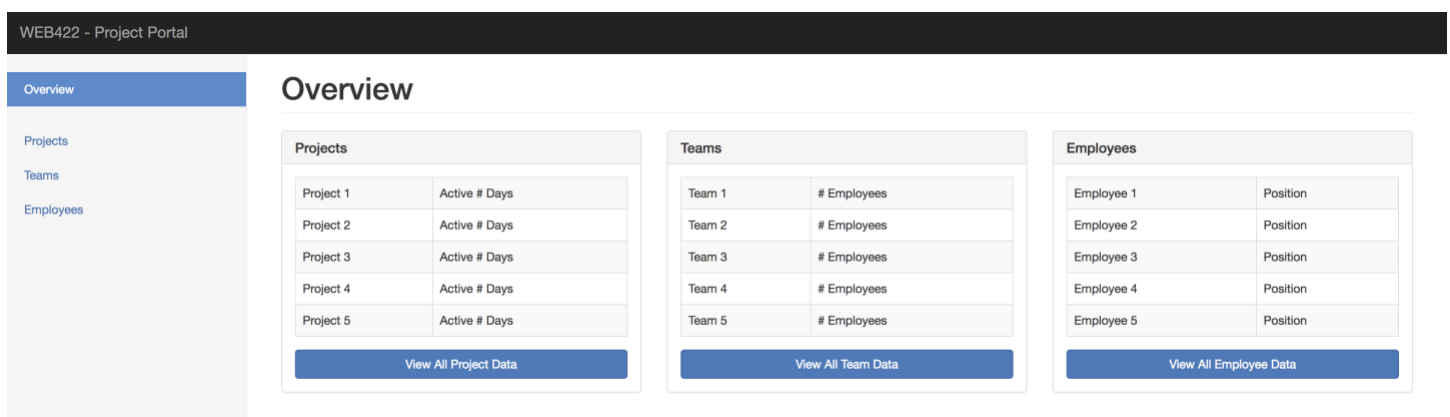 WEB422 - Project Portal
Overview
Projects
Teams
Employees
Overview
Projects
Project 1 Active # Days
Project 2 Active # Days
Project 3 Active # Days
Project 4 Active # Days
Project 5 Active # Days
View All Project Data
Teams
Team 1 # Employees
Team 2 # Employees
Team 3 # Employees
Team 4 # Employees
Team 5 # Employees
View All Team Data
Employees
Employee 1 Position
Employee 2 Position
Employee 3 Position
Employee 4 Position
Employee 5 Position
View All Employee Data